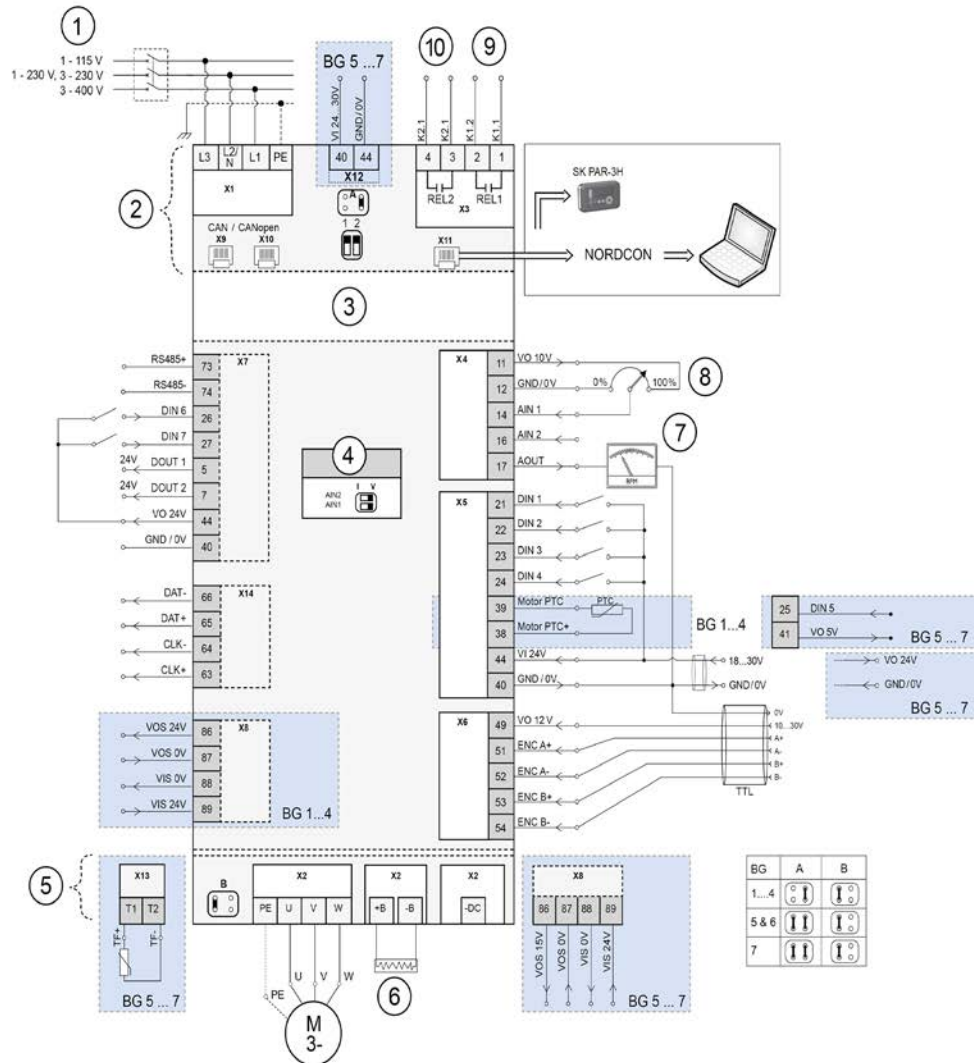 1
1 - 115 V
1 - 230 V, 3 - 230 V
3 - 400 V
BG 5 ...7
VI 24...30V
GND/0V
10
9
K2.1
K2.1
K1.2
K1.1
2
L3
L2/
N
L1
PE
X1
40
44
X12
A
1 2
4
3
2
1
REL2
REL1
X3
CAN / CANopen
X9
X10
X11
SK PAR-3H
NORDCON
3
X7
RS485+
73
RS485-
74
DIN 6
26
DIN 7
27
24V
DOUT 1
5
24V
DOUT 2
7
VO 24V
44
GND / 0V
40
X14
DAT-
66
DAT+
65
CLK-
64
CLK+
63
VOS 24V
86
X8
VOS 0V
87
VIS 0V
88
VIS 24V
89
BG 1...4
4
I V
AIN2
AIN1
X4
11
VO 10V
12
GND/0V
0%
100%
8
14
AIN 1
16
AIN 2
17
AOUT
RPM
7
X5
21
DIN 1
22
DIN 2
23
DIN 3
24
DIN 4
39
Motor PTC
PTC
38
Motor PTC+
BG 1...4
44
VI 24V
18...30V
40
GND/0V
GND/0V
25
DIN 5
41
VO 5V
BG 5 ... 7
VO 24V
GND/0V
BG 5 ... 7
X6
49
VO 12 V
51
ENC A+
52
ENC A-
53
ENC B+
54
ENC B-
0V
10...30V
A+
A-
B+
B-
TTL
5
X13
T1
T2
TF+
TF-
BG 5 ... 7
B
X2
PE
U
V
W
X2
+B
-B
X2
-DC
PE
U
V
W
M
3~
6
X8
86
87
88
89
VOS 15V
VOS 0V
VIS 0V
VIS 24V
BG 5 ... 7
BG A B
1....4
5 & 6
7